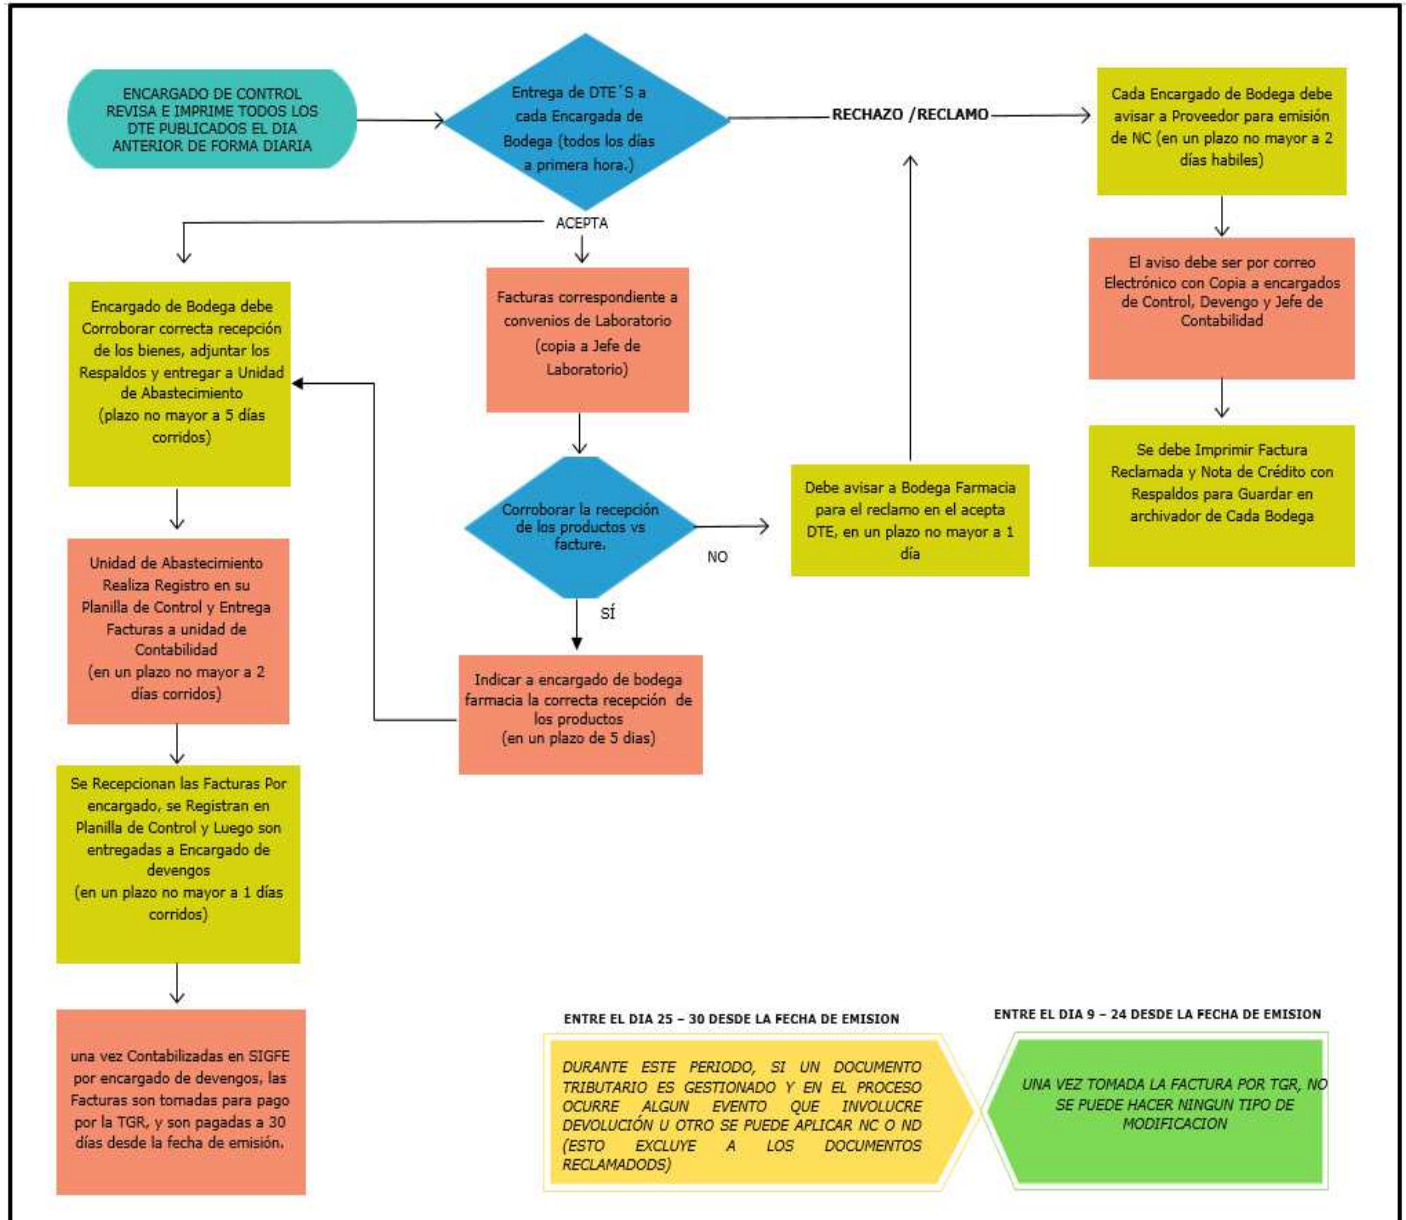 ENCARGADO DE CONTROL
REVISA E IMPRIME TODOS LOS
DTE PUBLICADOS EL DIA
ANTERIOR DE FORMA DIARIA
Entrega de DTE´S a
cada Encargada de
Bodega (todos los días
a primera hora.)
RECHAZO /RECLAMO
Cada Encargado de Bodega debe
avisar a Proveedor para emisión
de NC (en un plazo no mayor a 2
días habiles)
ACEPTA
El aviso debe ser por correo
Electrónico con Copia a encargados
de Control, Devengo y Jefe de
Contabilidad
Se debe Imprimir Factura
Reclamada y Nota de Crédito con
Respaldos para Guardar en
archivador de Cada Bodega
Encargado de Bodega debe
Corroborar correcta recepción
de los bienes, adjuntar los
Respaldos y entregar a Unidad
de Abastecimiento
(plazo no mayor a 5 días
corridos)
Facturas correspondiente a
convenios de Laboratorio
(copia a Jefe de
Laboratorio)
Corroborar la recepción
de los productos vs
facture.
NO
Debe avisar a Bodega Farmacia
para el reclamo en el acepta
DTE, en un plazo no mayor a 1
día
SÍ
Indicar a encargado de bodega
farmacia la correcta recepción de
los productos
(en un plazo de 5 dias)
Unidad de Abastecimiento
Realiza Registro en su
Planilla de Control y Entrega
Facturas a unidad de
Contabilidad
(en un plazo no mayor a 2
días corridos)
Se Recepcionan las Facturas Por
encargado, se Registran en
Planilla de Control y Luego son
entregadas a Encargado de
devengos
(en un plazo no mayor a 1 días
corridos)
una vez Contabilizadas en SIGFE
por encargado de devengos, las
Facturas son tomadas para pago
por la TGR, y son pagadas a 30
días desde la fecha de emisión.
ENTRE EL DIA 25 – 30 DESDE LA FECHA DE EMISION
DURANTE ESTE PERIODO, SI UN DOCUMENTO
TRIBUTARIO ES GESTIONADO Y EN EL PROCESO
OCURRE ALGUN EVENTO QUE INVOLUCRE
DEVOLUCIÓN U OTRO SE PUEDE APLICAR NC O ND
(ESTO EXCLUYE A LOS DOCUMENTOS
RECLAMADODS)
ENTRE EL DIA 9 – 24 DESDE LA FECHA DE EMISION
UNA VEZ TOMADA LA FACTURA POR TGR, NO
SE PUEDE HACER NINGUN TIPO DE
MODIFICACION